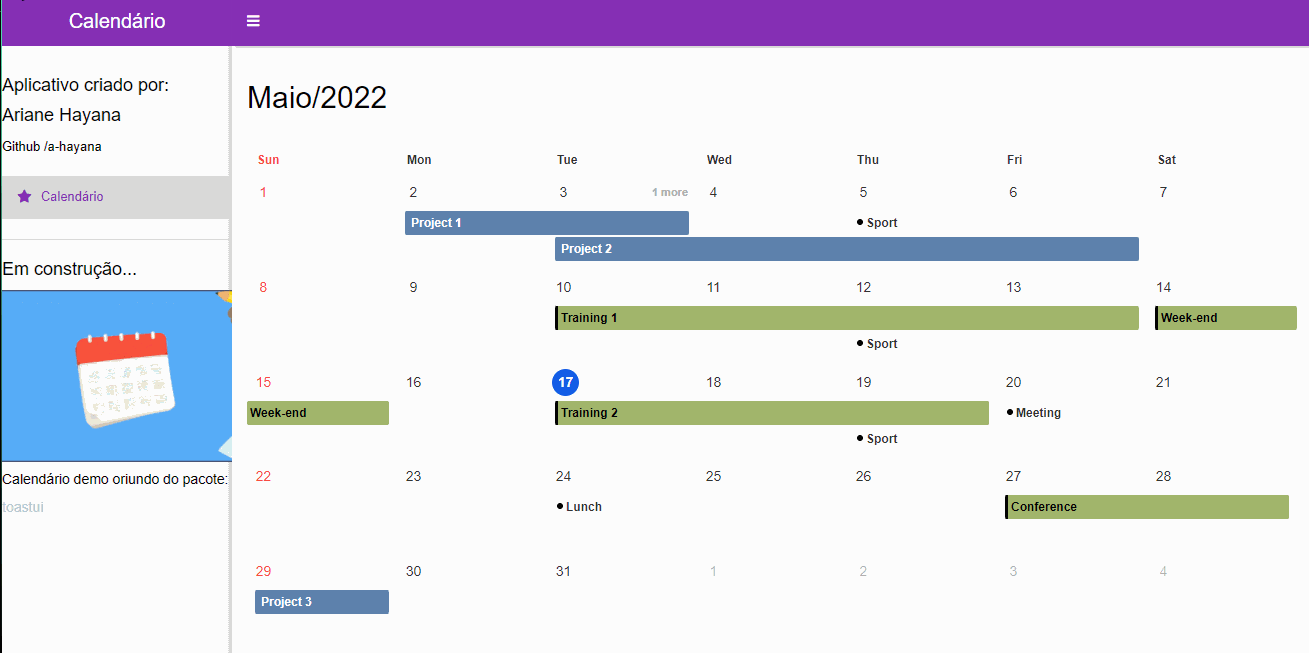 Calendário
Aplicativo criado por:
Ariane Hayana
Github /a-hayana
Calendário
Em construção...
Calendário demo oriundo do pacote:
toastui
Maio/2022
Sun Mon Tue Wed Thu Fri Sat
1 2 3 1 more 4 5 6 7
Project 1 Sport
Project 2
8 9 10 11 12 13 14
Training 1 Week-end
Sport
15 16 17 18 19 20 21
Week-end Training 2 Meeting
Sport
22 23 24 25 26 27 28
Lunch Conference
29 30 31 1 2 3 4
Project 3